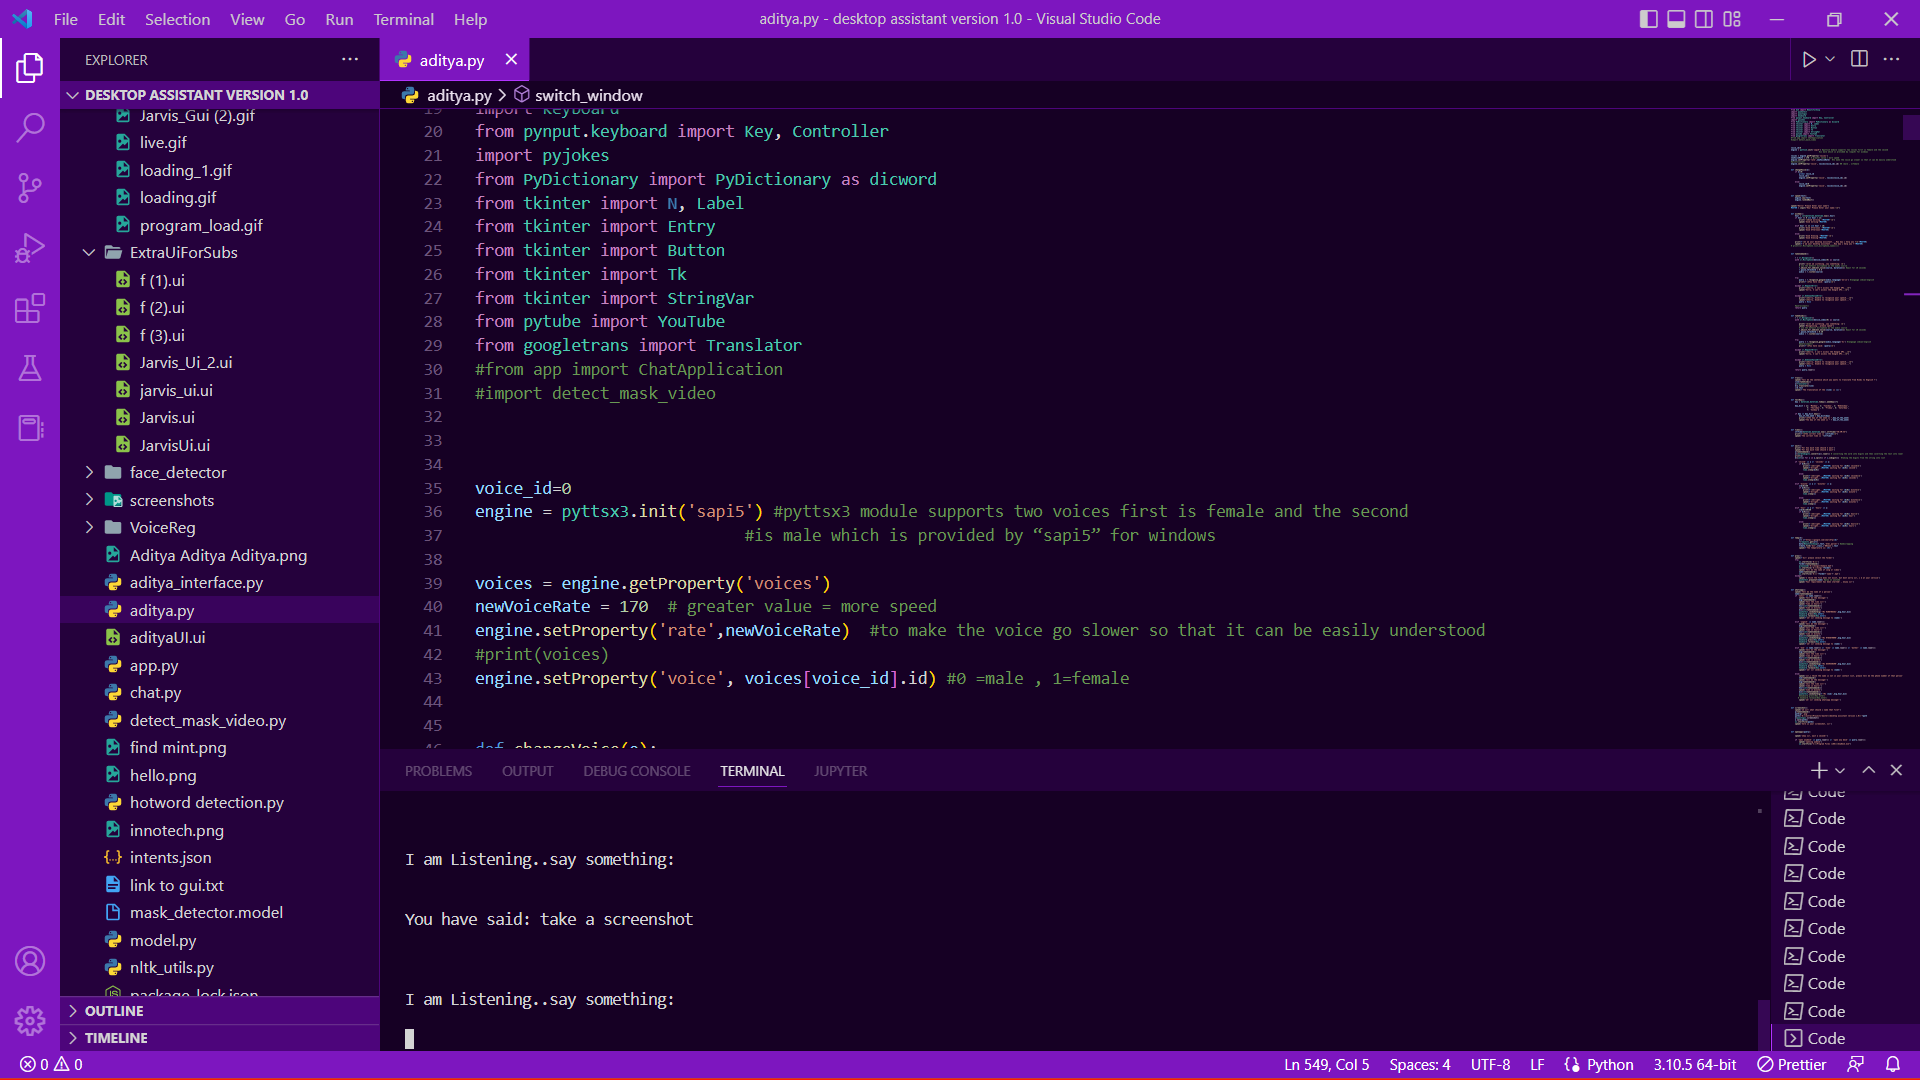 File Edit Selection View Go Run Terminal Help
aditya.py - desktop assistant version 1.0 - Visual Studio Code
EXPLORER
DESKTOP ASSISTANT VERSION 1.0
Jarvis_Gui (2).gif
live.gif
loading_1.gif
loading.gif
program_load.gif
ExtraUiForSubs
f (1).ui
f (2).ui
f (3).ui
Jarvis_Ui_2.ui
jarvis_ui.ui
Jarvis.ui
JarvisUi.ui
face_detector
screenshots
VoiceReg
Aditya Aditya Aditya.png
aditya_interface.py
aditya.py
adityaUI.ui
app.py
chat.py
detect_mask_video.py
find mint.png
hello.png
hotword detection.py
innotech.png
intents.json
link to gui.txt
mask_detector.model
model.py
nltk_utils.py
package-lock.json
OUTLINE
TIMELINE
aditya.py
aditya.py > switch_window
19 import keyboard
20 from pynput.keyboard import Key, Controller
21 import pyjokes
22 from PyDictionary import PyDictionary as dicword
23 from tkinter import N, Label
24 from tkinter import Entry
25 from tkinter import Button
26 from tkinter import Tk
27 from tkinter import StringVar
28 from pytube import YouTube
29 from googletrans import Translator
30 #from app import ChatApplication
31 #import detect_mask_video
32
33
34
35 voice_id=0
36 engine = pyttsx3.init('sapi5') #pyttsx3 module supports two voices first is female and the second
37 #is male which is provided by “sapi5” for windows
38
39 voices = engine.getProperty('voices')
40 newVoiceRate = 170 # greater value = more speed
41 engine.setProperty('rate',newVoiceRate) #to make the voice go slower so that it can be easily understood
42 #print(voices)
43 engine.setProperty('voice', voices[voice_id].id) #0 =male , 1=female
44
45
46 def changeVoice(e):
PROBLEMS OUTPUT DEBUG CONSOLE TERMINAL JUPYTER
I am Listening..say something:
You have said: take a screenshot
I am Listening..say something:
Code
Code
Code
Code
Code
Code
Code
Code
Code
Code
0 0
Ln 549, Col 5 Spaces: 4 UTF-8 LF Python 3.10.5 64-bit Prettier